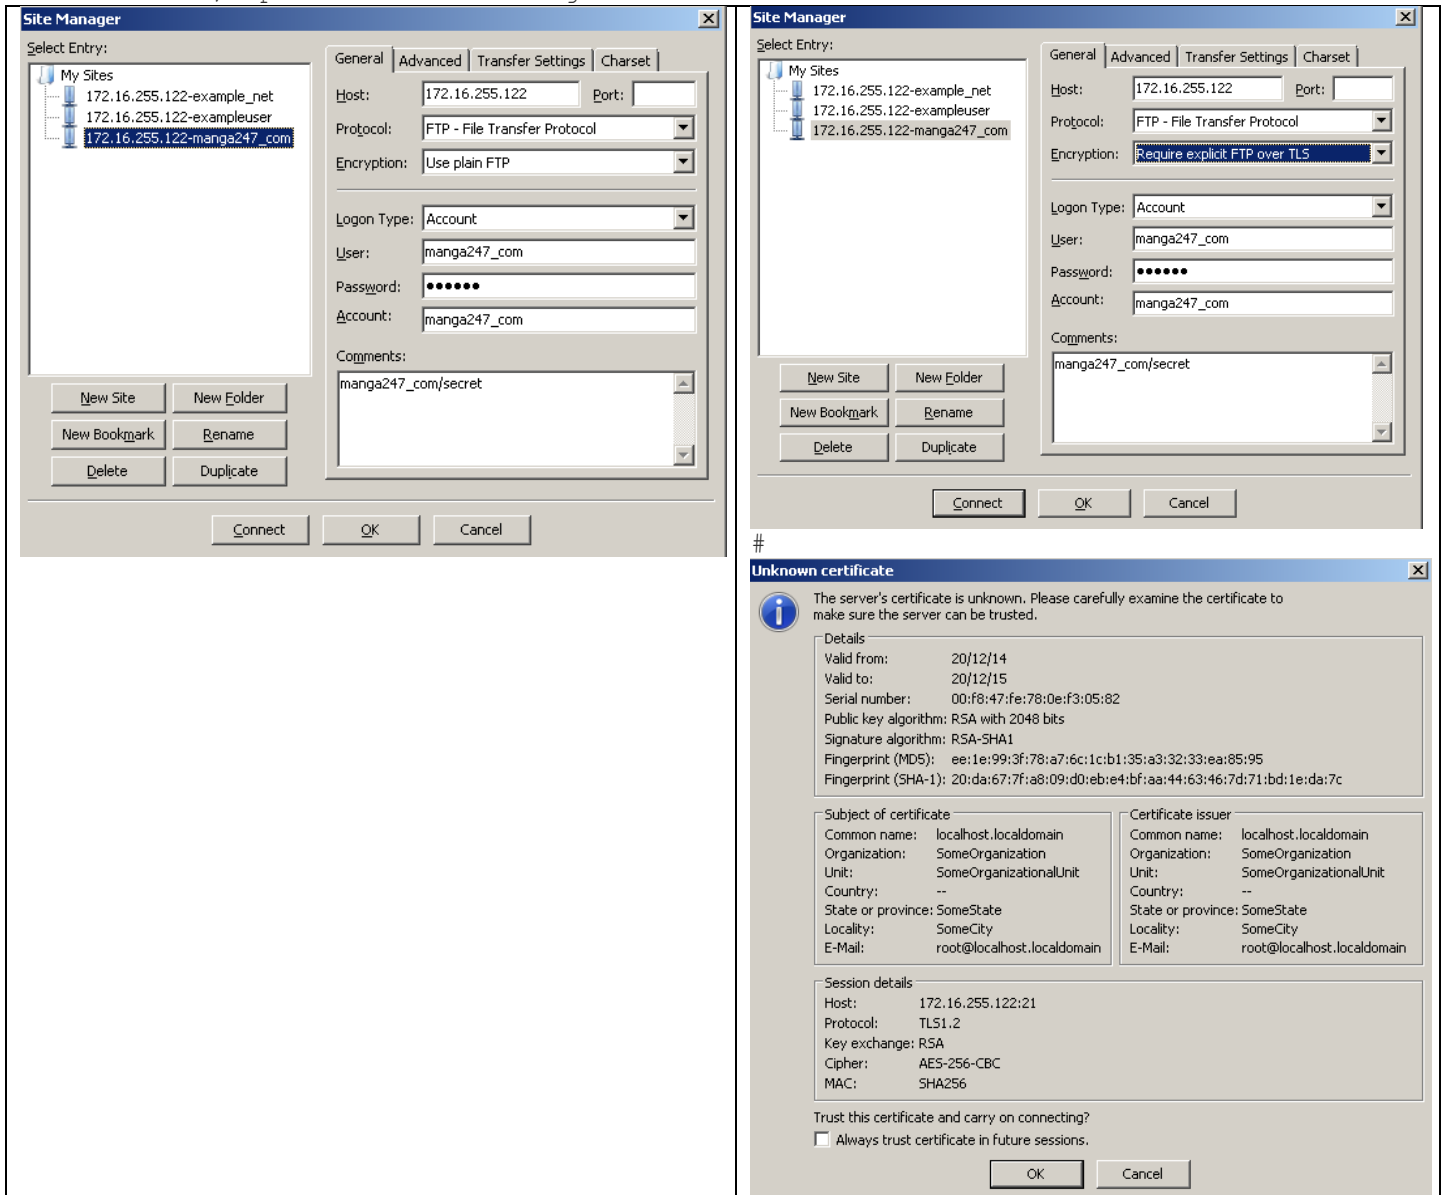 Site Manager
Select Entry:
My Sites
172.16.255.122-example_net
172.16.255.122-exampleuser
172.16.255.122-manga247_com
New Site New Folder
New Bookmark Rename
Delete Duplicate
General Advanced Transfer Settings Charset
Host: 172.16.255.122 Port:
Protocol: FTP - File Transfer Protocol
Encryption: Use plain FTP
Logon Type: Account
User: manga247_com
Password: ●●●●●●
Account: manga247_com
Comments:
manga247_com/secret
Connect OK Cancel
Site Manager
Select Entry:
My Sites
172.16.255.122-example_net
172.16.255.122-exampleuser
172.16.255.122-manga247_com
New Site New Folder
New Bookmark Rename
Delete Duplicate
General Advanced Transfer Settings Charset
Host: 172.16.255.122 Port:
Protocol: FTP - File Transfer Protocol
Encryption: Require explicit FTP over TLS
Logon Type: Account
User: manga247_com
Password: ●●●●●●
Account: manga247_com
Comments:
manga247_com/secret
Connect OK Cancel
#
Unknown certificate
The server's certificate is unknown. Please carefully examine the certificate to
make sure the server can be trusted.
Details
Valid from: 20/12/14
Valid to: 20/12/15
Serial number: 00:f8:47:fe:78:0e:f3:05:82
Public key algorithm: RSA with 2048 bits
Signature algorithm: RSA-SHA1
Fingerprint (MD5): ee:1e:99:3f:78:a7:6c:1c:b1:35:a3:32:33:ea:85:95
Fingerprint (SHA-1): 20:da:67:7f:a8:09:d0:eb:e4:bf:aa:44:63:46:7d:71:bd:1e:da:7c
Subject of certificate
Common name: localhost.localdomain
Organization: SomeOrganization
Unit: SomeOrganizationalUnit
Country: --
State or province: SomeState
Locality: SomeCity
E-Mail: root@localhost.localdomain
Certificate issuer
Common name: localhost.localdomain
Organization: SomeOrganization
Unit: SomeOrganizationalUnit
Country: --
State or province: SomeState
Locality: SomeCity
E-Mail: root@localhost.localdomain
Session details
Host: 172.16.255.122:21
Protocol: TLS1.2
Key exchange: RSA
Cipher: AES-256-CBC
MAC: SHA256
Trust this certificate and carry on connecting?
Always trust certificate in future sessions.
OK Cancel